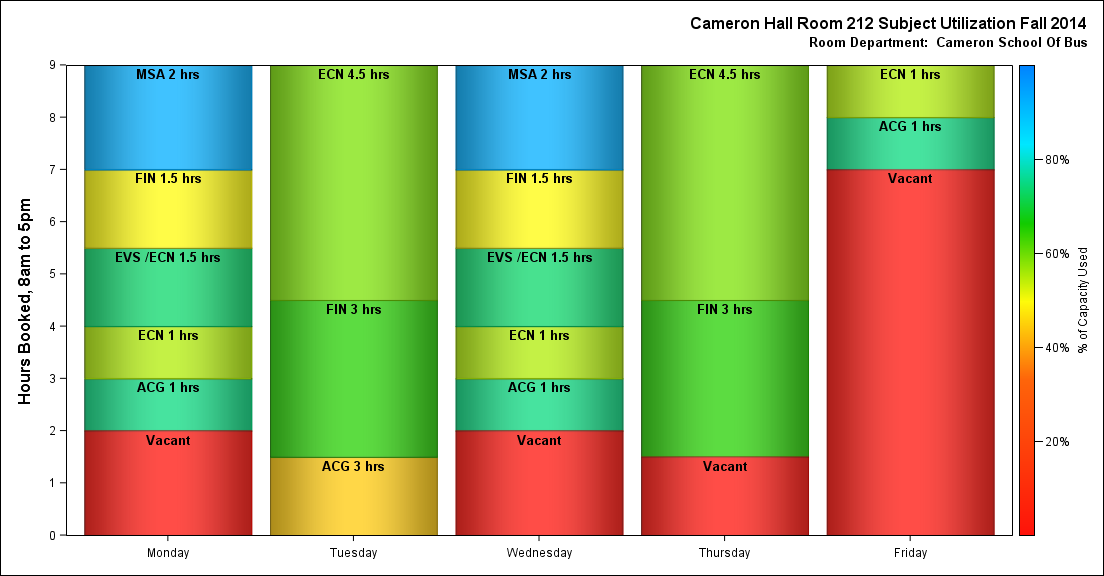 Cameron Hall Room 212 Subject Utilization Fall 2014
Room Department:  Cameron School Of Bus
Hours Booked, 8am to 5pm
9
8
7
6
5
4
3
2
1
0
MSA 2 hrs
FIN 1.5 hrs
EVS /ECN 1.5 hrs
ECN 1 hrs
ACG 1 hrs
Vacant
ECN 4.5 hrs
FIN 3 hrs
ACG 3 hrs
MSA 2 hrs
FIN 1.5 hrs
EVS /ECN 1.5 hrs
ECN 1 hrs
ACG 1 hrs
Vacant
ECN 4.5 hrs
FIN 3 hrs
Vacant
ECN 1 hrs
ACG 1 hrs
Vacant
Monday
Tuesday
Wednesday
Thursday
Friday
80%
60%
40%
20%
% of Capacity Used